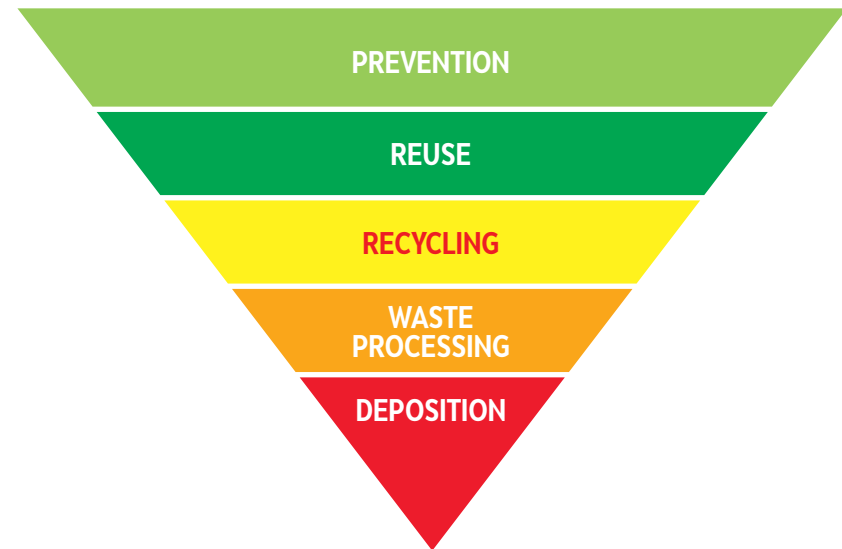 PREVENTION
REUSE
RECYCLING
WASTE
PROCESSING
DEPOSITION